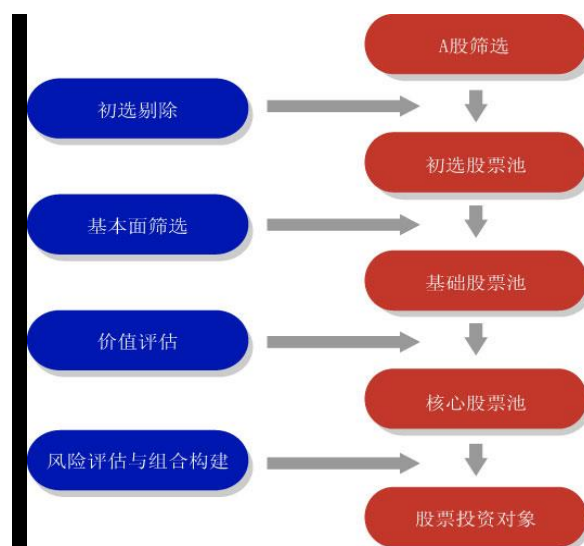 A股筛选
初选剔除
初选股票池
基本面筛选
基础股票池
价值评估
核心股票池
风险评估与组合构建
股票投资对象